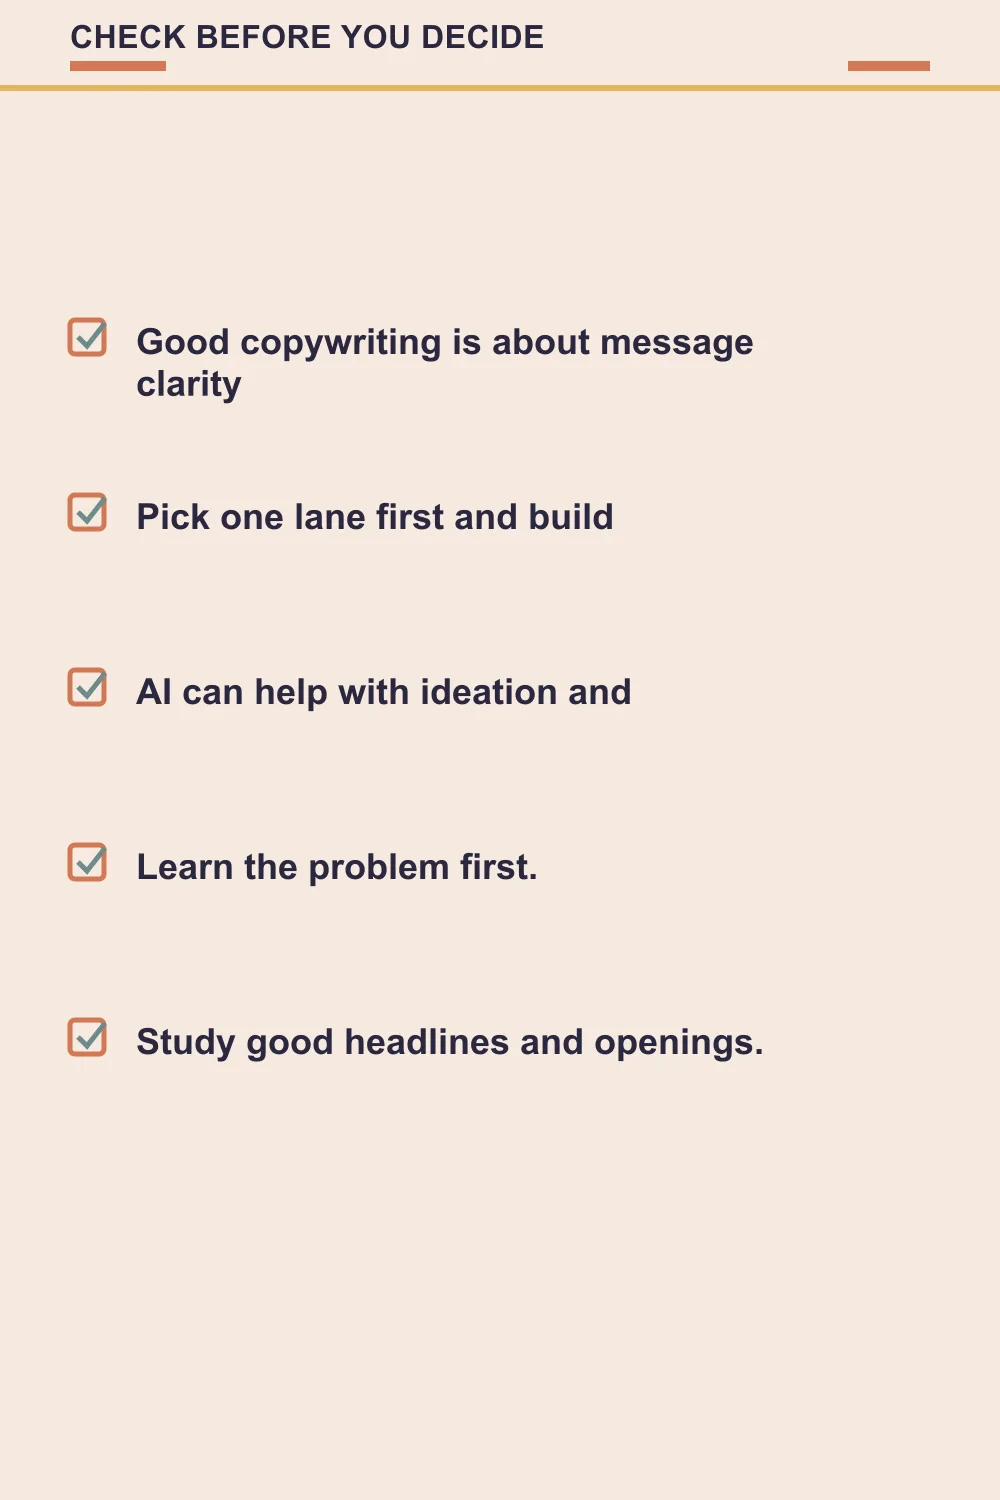 CHECK BEFORE YOU DECIDE
Good copywriting is about message
clarity
Pick one lane first and build
AI can help with ideation and
Learn the problem first.
Study good headlines and openings.